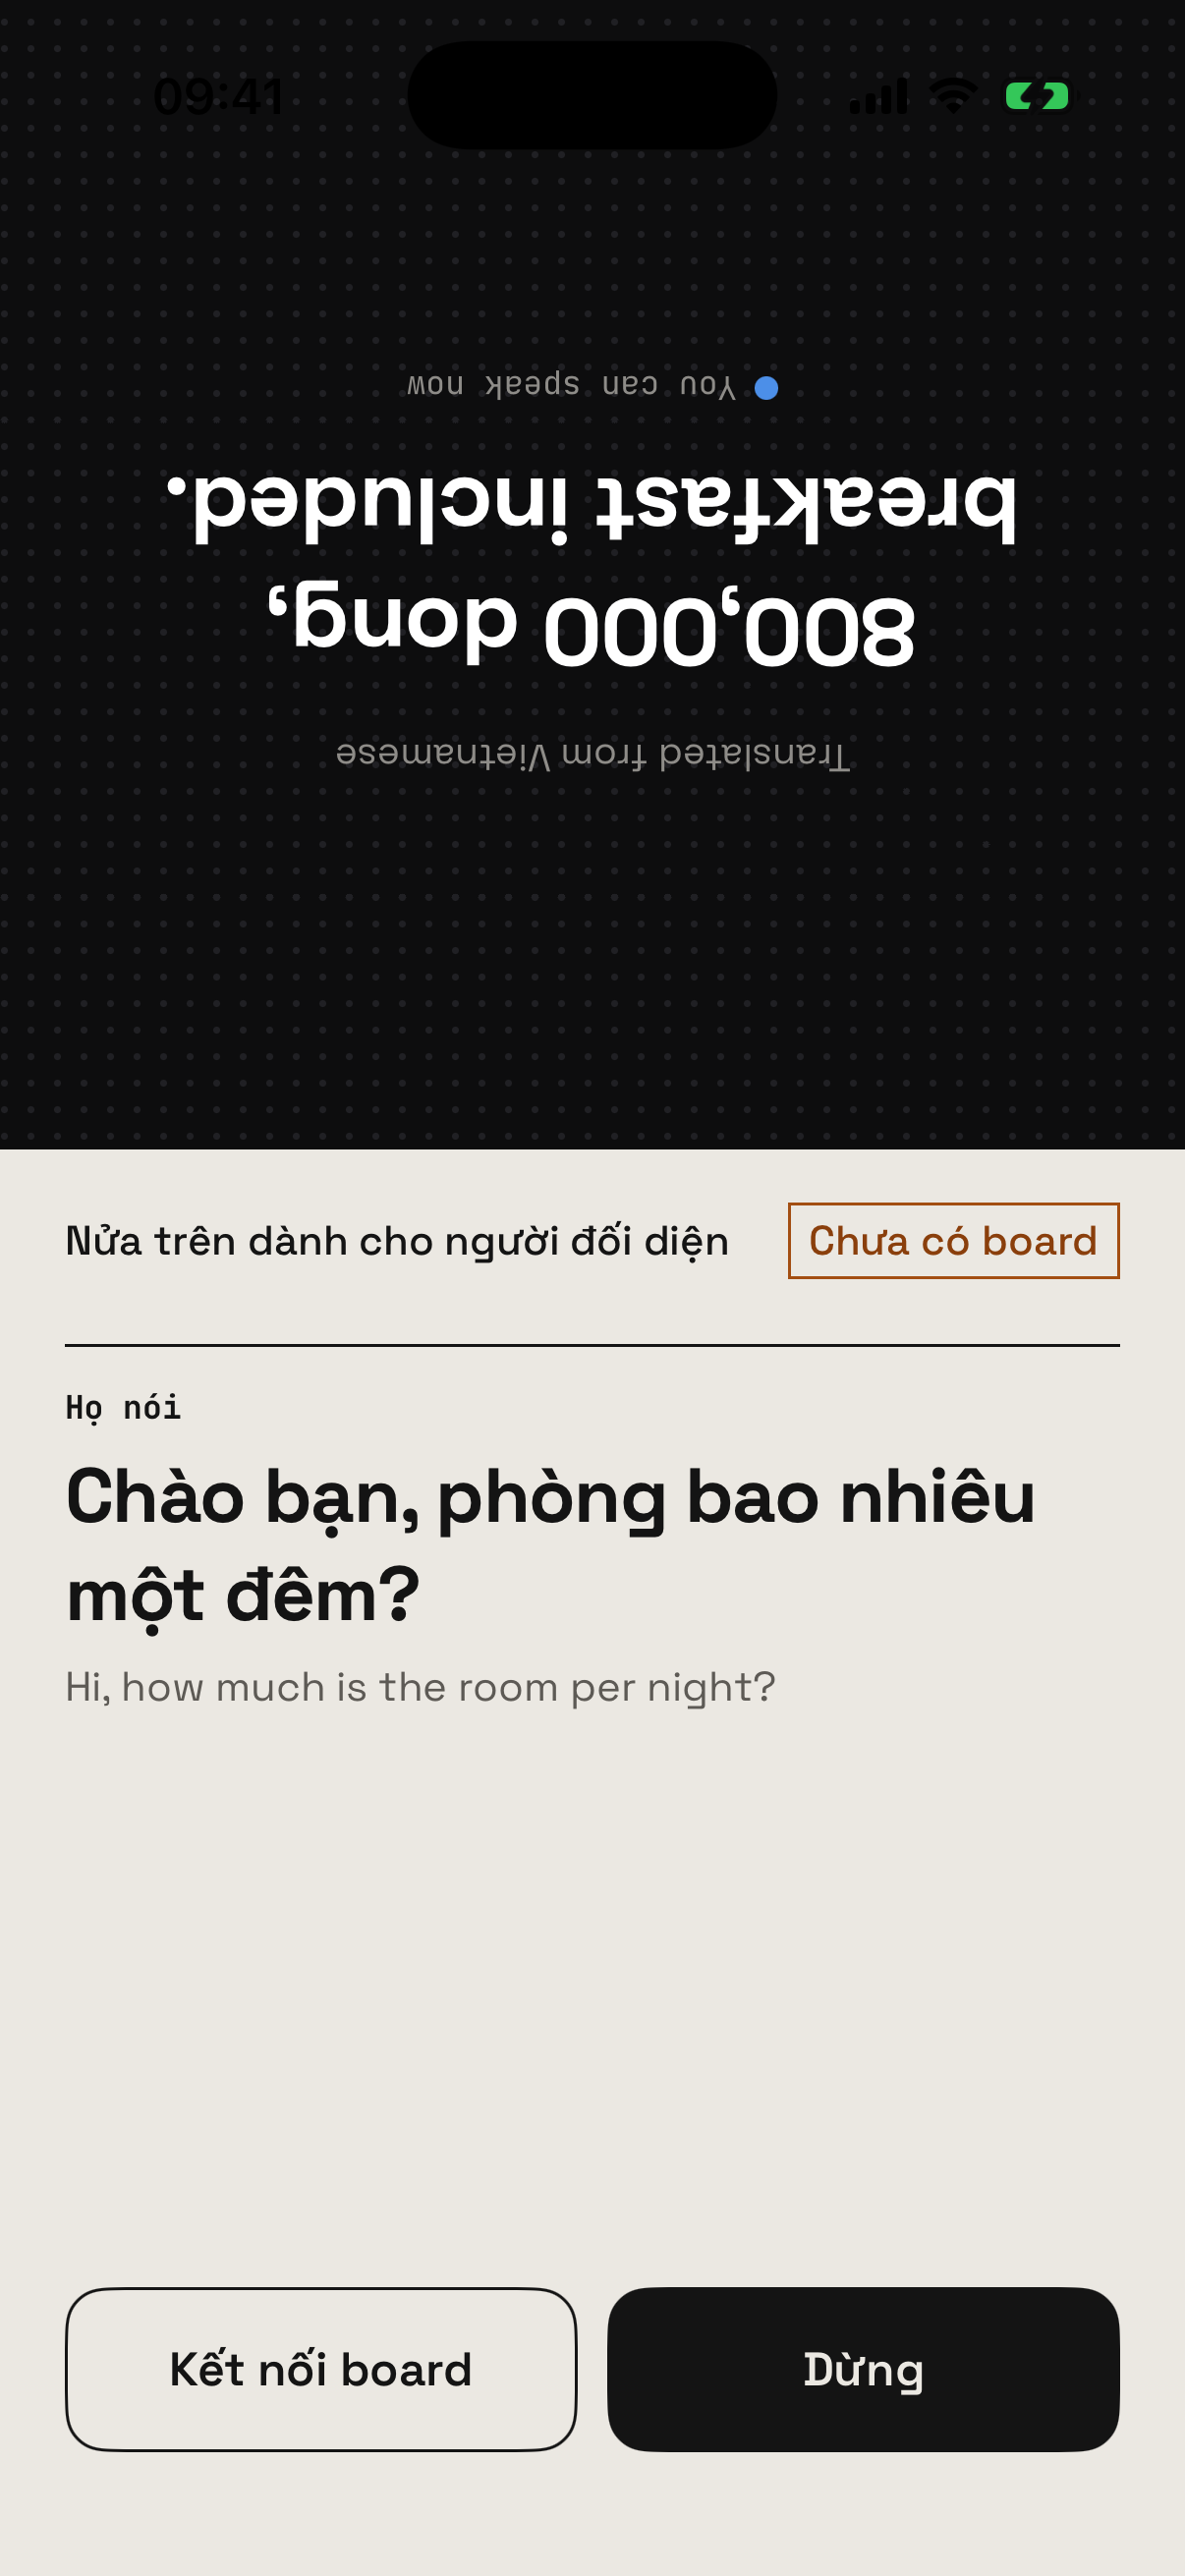 09:41
Translated from Vietnamese
800,000 dong,
breakfast included.
You can speak now
Nửa trên dành cho người đối diện
Chưa có board
Họ nói
Chào bạn, phòng bao nhiêu
một đêm?
Hi, how much is the room per night?
Kết nối board
Dừng